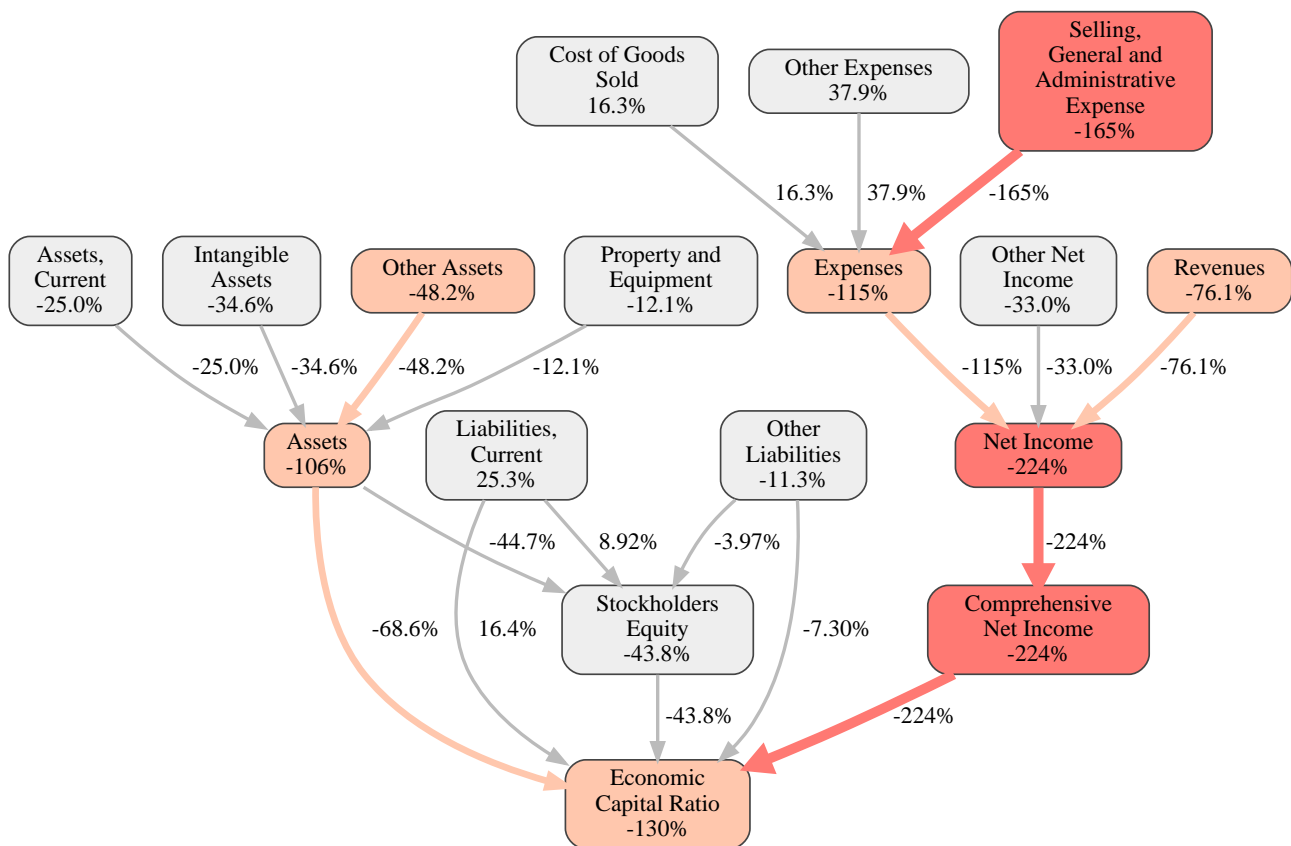 Cost of Goods
Sold
16.3%
Other Expenses
37.9%
Selling,
General and
Administrative
Expense
-165%
16.3%
37.9%
-165%
Assets,
Current
-25.0%
Intangible
Assets
-34.6%
Other Assets
-48.2%
Property and
Equipment
-12.1%
Expenses
-115%
Other Net
Income
-33.0%
Revenues
-76.1%
-25.0%
-34.6%
-48.2%
-12.1%
-115%
-33.0%
-76.1%
Assets
-106%
Liabilities,
Current
25.3%
Other
Liabilities
-11.3%
Net Income
-224%
-44.7%
8.92%
-3.97%
-224%
-68.6%
16.4%
Stockholders
Equity
-43.8%
-7.30%
Comprehensive
Net Income
-224%
-43.8%
-224%
Economic
Capital Ratio
-130%